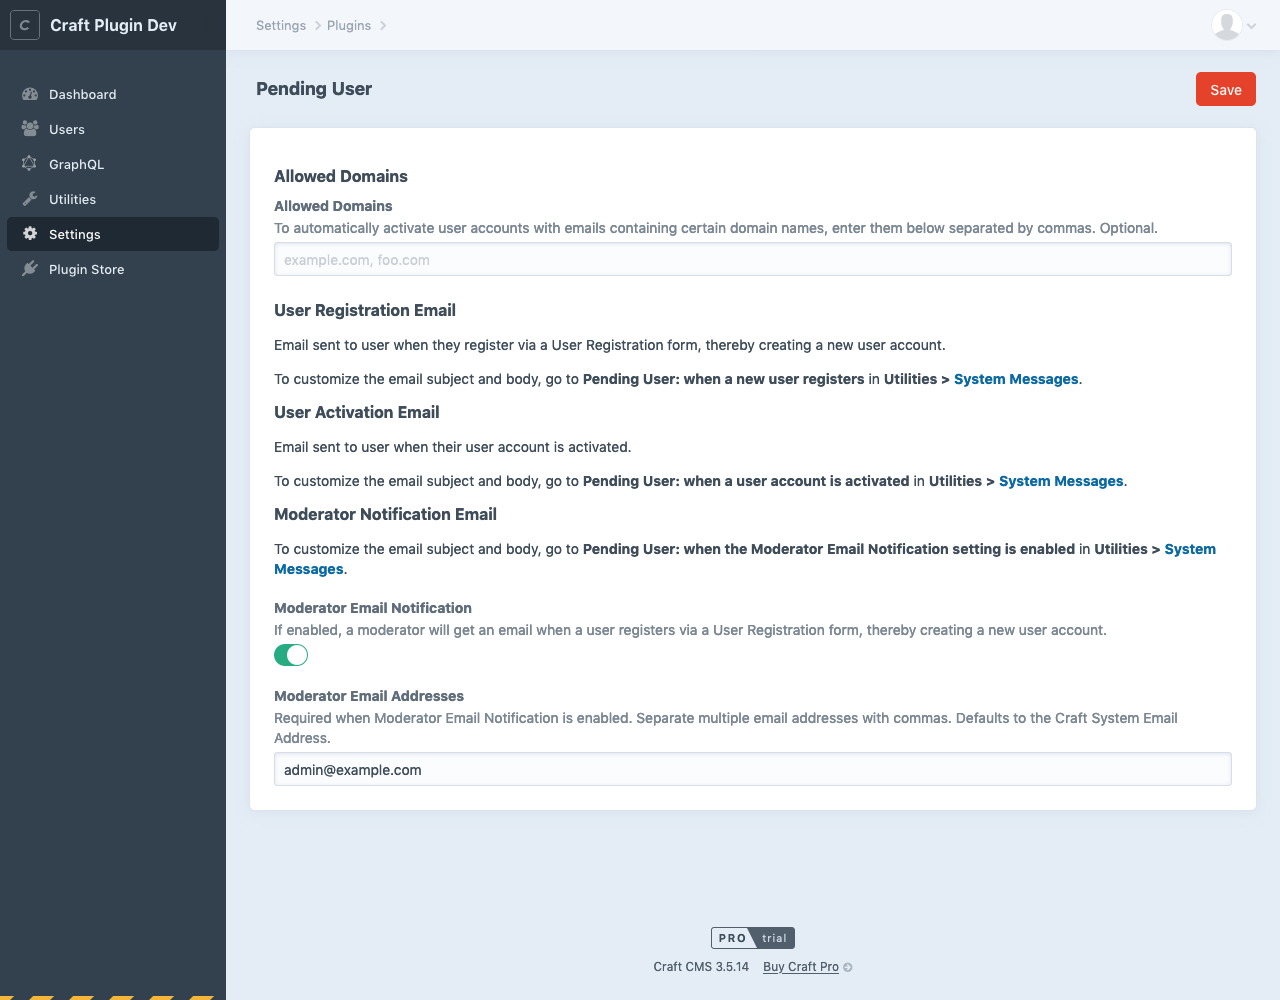 C Craft Plugin Dev
Settings Plugins
Dashboard
Users
GraphQL
Utilities
Settings
Plugin Store
Pending User
Save
Allowed Domains
Allowed Domains
To automatically activate user accounts with emails containing certain domain names, enter them below separated by commas. Optional.
example.com, foo.com
User Registration Email
Email sent to user when they register via a User Registration form, thereby creating a new user account.
To customize the email subject and body, go to Pending User: when a new user registers in Utilities > System Messages.
User Activation Email
Email sent to user when their user account is activated.
To customize the email subject and body, go to Pending User: when a user account is activated in Utilities > System Messages.
Moderator Notification Email
To customize the email subject and body, go to Pending User: when the Moderator Email Notification setting is enabled in Utilities > System
Messages.
Moderator Email Notification
If enabled, a moderator will get an email when a user registers via a User Registration form, thereby creating a new user account.
Moderator Email Addresses
Required when Moderator Email Notification is enabled. Separate multiple email addresses with commas. Defaults to the Craft System Email
Address.
admin@example.com
PRO trial
Craft CMS 3.5.14 Buy Craft Pro